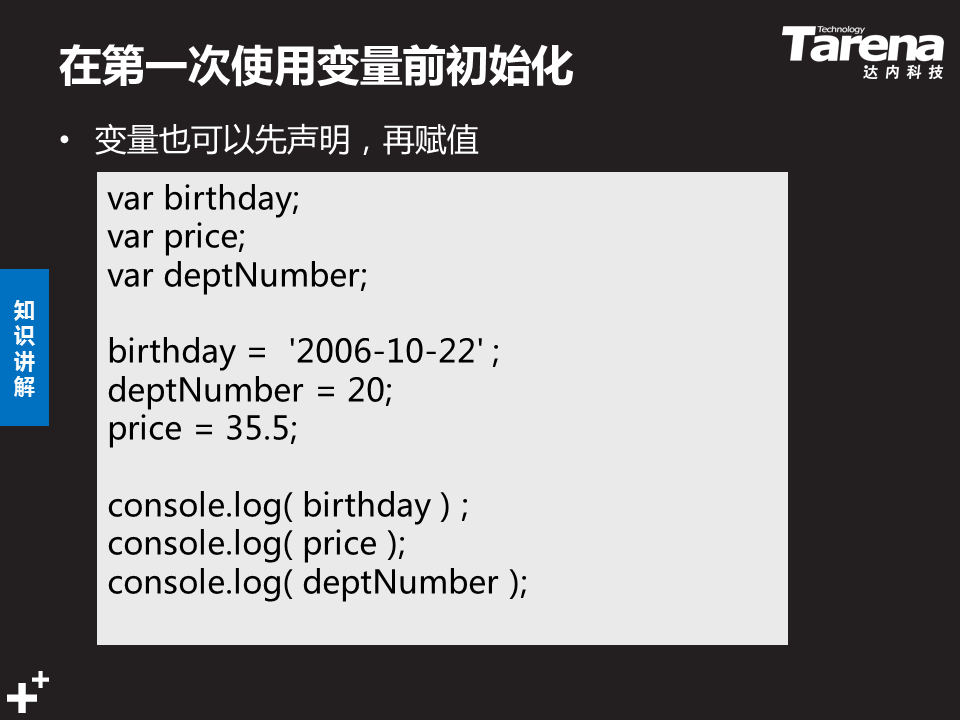 在第一次使用变量前初始化
Technology
Tarena
达内科技
• 变量也可以先声明，再赋值
var birthday;
var price;
var deptNumber;
birthday =  '2006-10-22' ;
deptNumber = 20;
price = 35.5;
console.log( birthday ) ;
console.log( price );
console.log( deptNumber );
知
识
讲
解